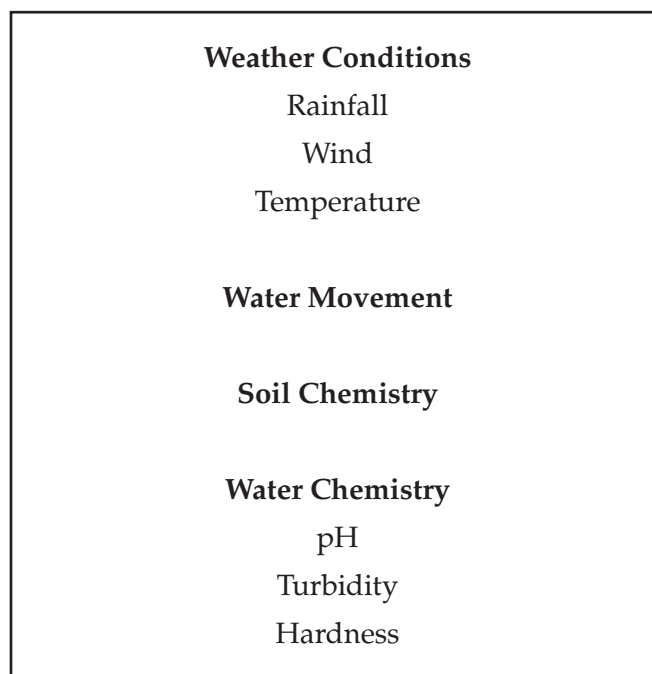 Weather Conditions
Rainfall
Wind
Temperature
Water Movement
Soil Chemistry
Water Chemistry
pH
Turbidity
Hardness